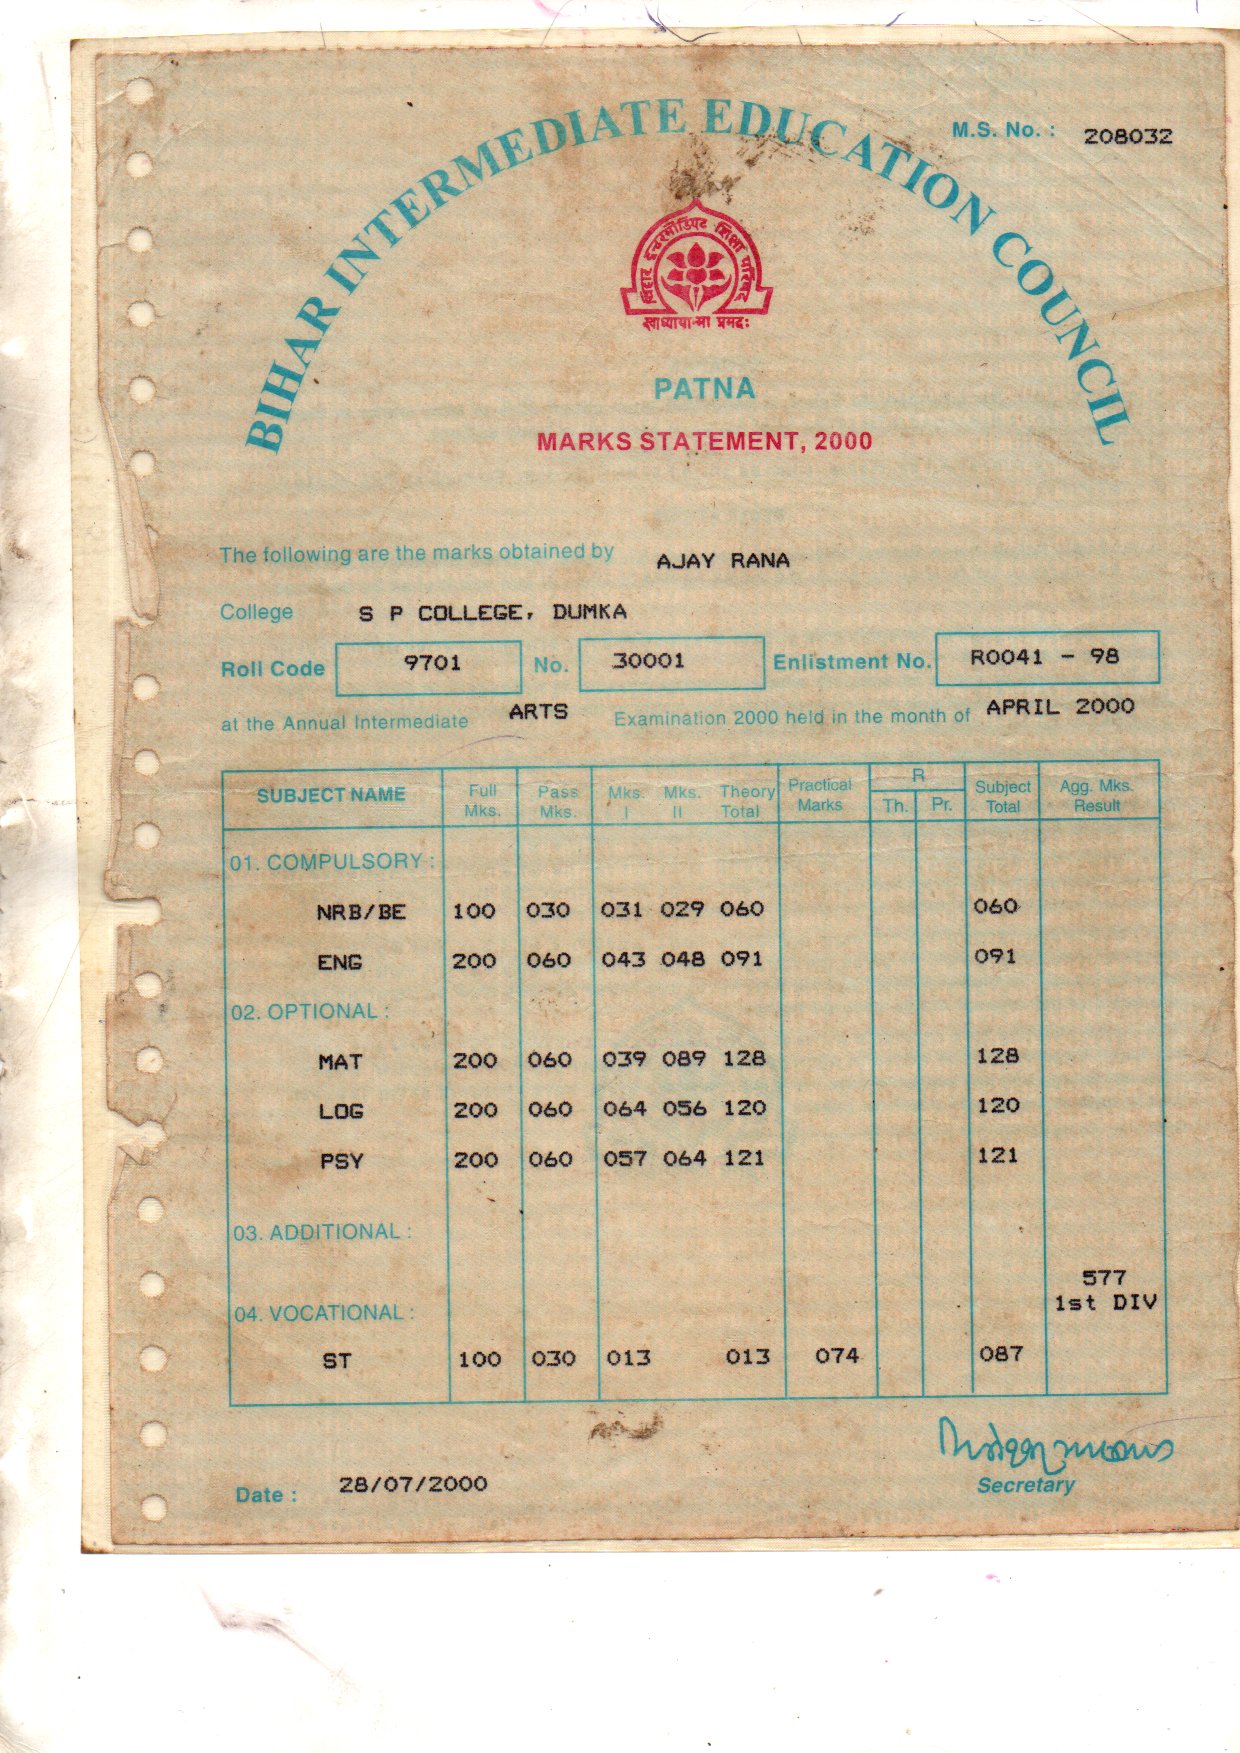 BIHAR INTERMEDIATE EDUCATION COUNCIL
M.S. No. : 208032
बिहार इन्टरमीडिएट शिक्षा परिषद
स्वाध्यायान्मा प्रमदः
PATNA
MARKS STATEMENT, 2000
The following are the marks obtained by AJAY RANA
College S P COLLEGE, DUMKA
Roll Code 9701 No. 30001 Enlistment No. R0041 - 98
at the Annual Intermediate ARTS Examination 2000 held in the month of APRIL 2000
SUBJECT NAME Full Mks. Pass Mks. Mks. I Mks. II Theory Total Practical Marks R Th. Pr. Subject Total Agg. Mks. Result
01. COMPULSORY :
NRB/BE 100 030 031 029 060 060
ENG 200 060 043 048 091 091
02. OPTIONAL :
MAT 200 060 039 089 128 128
LOG 200 060 064 056 120 120
PSY 200 060 057 064 121 121
03. ADDITIONAL :
577
1st DIV
04. VOCATIONAL :
ST 100 030 013 013 074 087
Date : 28/07/2000
Secretary